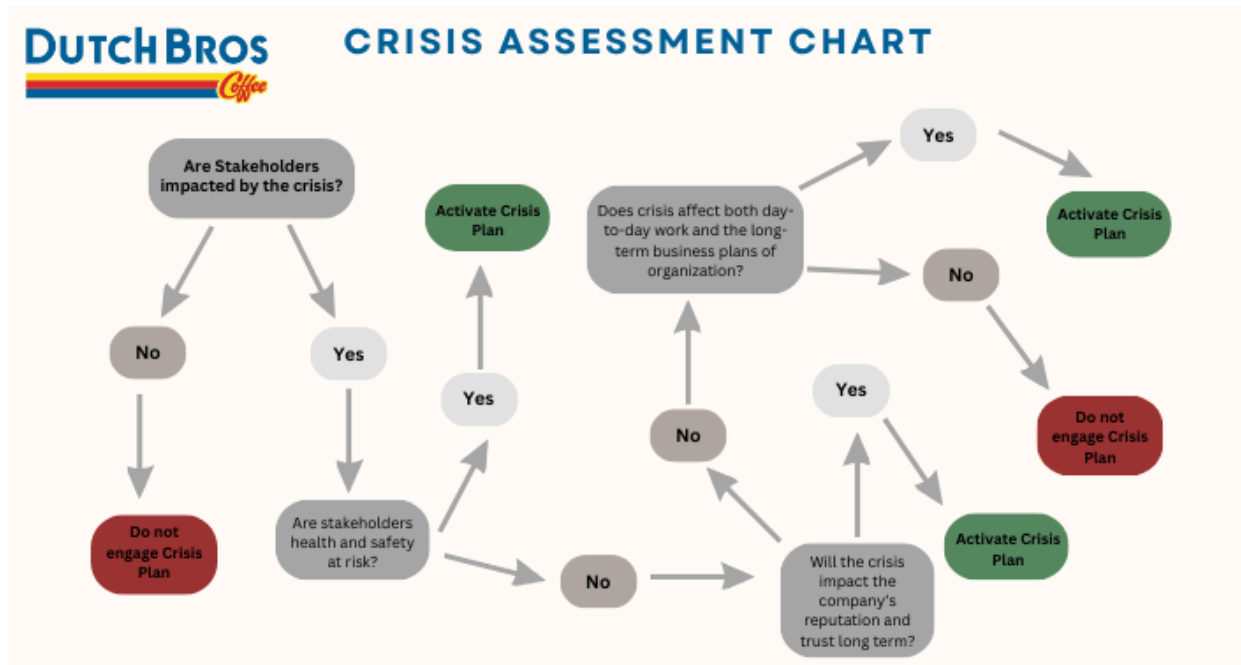 DUTCH BROS
Coffee
CRISIS ASSESSMENT CHART
Are Stakeholders
impacted by the crisis?
No
Do not
engage Crisis
Plan
Yes
Are stakeholders
health and safety
at risk?
Yes
Activate Crisis
Plan
No
Will the crisis
impact the
company's
reputation and
trust long term?
Yes
Activate Crisis
Plan
No
Does crisis affect both day-
to-day work and the long-
term business plans of
organization?
Yes
Activate Crisis
Plan
No
Do not
engage Crisis
Plan